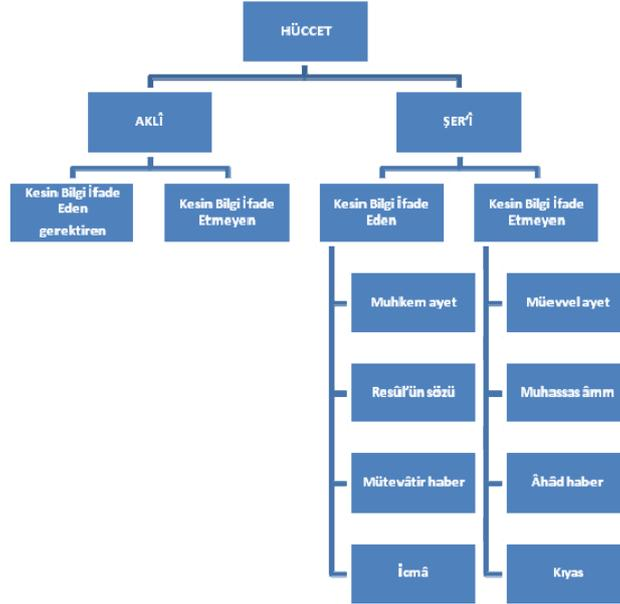 HÜCCET
AKLÎ
ŞER'Î
Kesin Bilgi İfade
Eden
gerektiren
Kesin Bilgi İfade
Etmeyen
Kesin Bilgi İfade
Eden
Kesin Bilgi İfade
Etmeyen
Muhkem ayet
Müevvel ayet
Resûl'ün sözü
Muhassas âmm
Mütevâtir haber
Âhâd haber
İcmâ
Kıyas